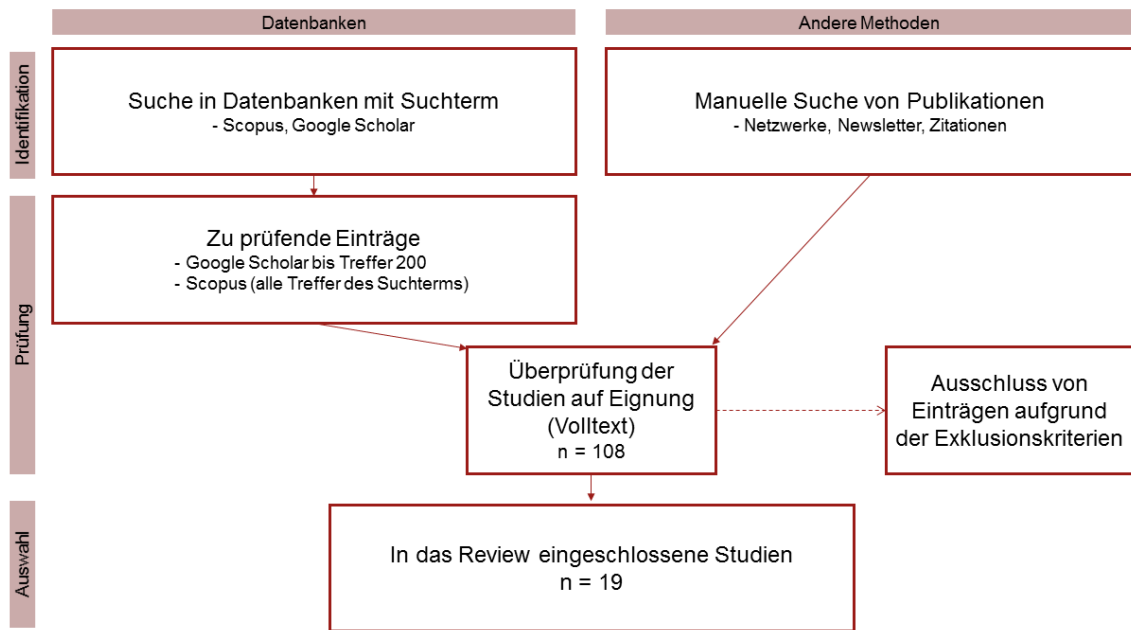 Datenbanken
Andere Methoden
Identifikation
Suche in Datenbanken mit Suchterm
- Scopus, Google Scholar
Manuelle Suche von Publikationen
- Netzwerke, Newsletter, Zitationen
Prüfung
Zu prüfende Einträge
- Google Scholar bis Treffer 200
- Scopus (alle Treffer des Suchterms)
Überprüfung der
Studien auf Eignung
(Volltext)
n = 108
Ausschluss von
Einträgen aufgrund
der Exklusionskriterien
Auswahl
In das Review eingeschlossene Studien
n = 19